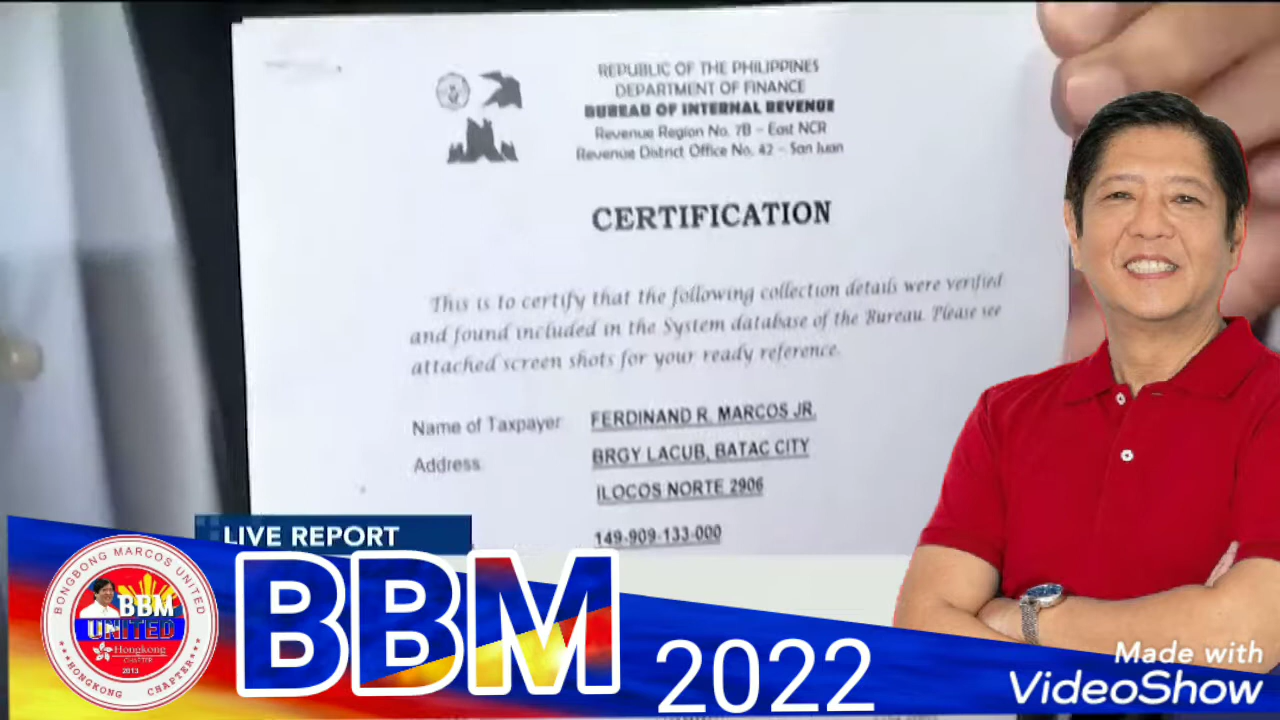 REPUBLIC OF THE PHILIPPINES
DEPARTMENT OF FINANCE
BUREAU OF INTERNAL REVENUE
Revenue Region No. 7B – East NCR
Revenue District Office No. 42 – San Juan
CERTIFICATION
This is to certify that the following collection details were verified
and found included in the System database of the Bureau. Please see
attached screen shots for your ready reference.
Name of Taxpayer FERDINAND R. MARCOS JR.
Address BRGY LACUB, BATAC CITY
ILOCOS NORTE 2906
149-909-133-000
LIVE REPORT
BONGBONG MARCOS UNITED
BBM
UNITED
Hongkong
CHAPTER
2013
HONGKONG CHAPTER
BBM
2022
Made with
VideoShow